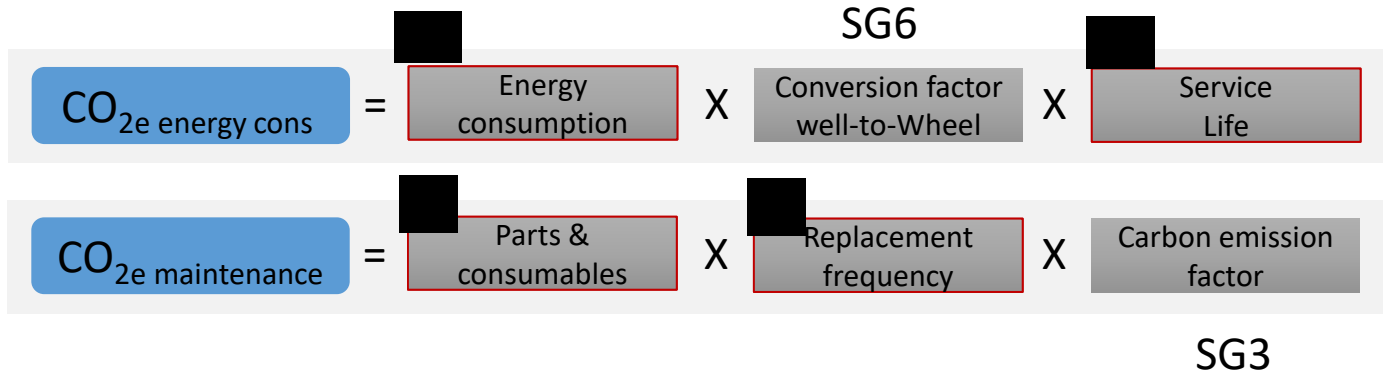 SG6
CO2e energy cons = Energy consumption X Conversion factor well-to-Wheel X Service Life
CO2e maintenance = Parts & consumables X Replacement frequency X Carbon emission factor
SG3